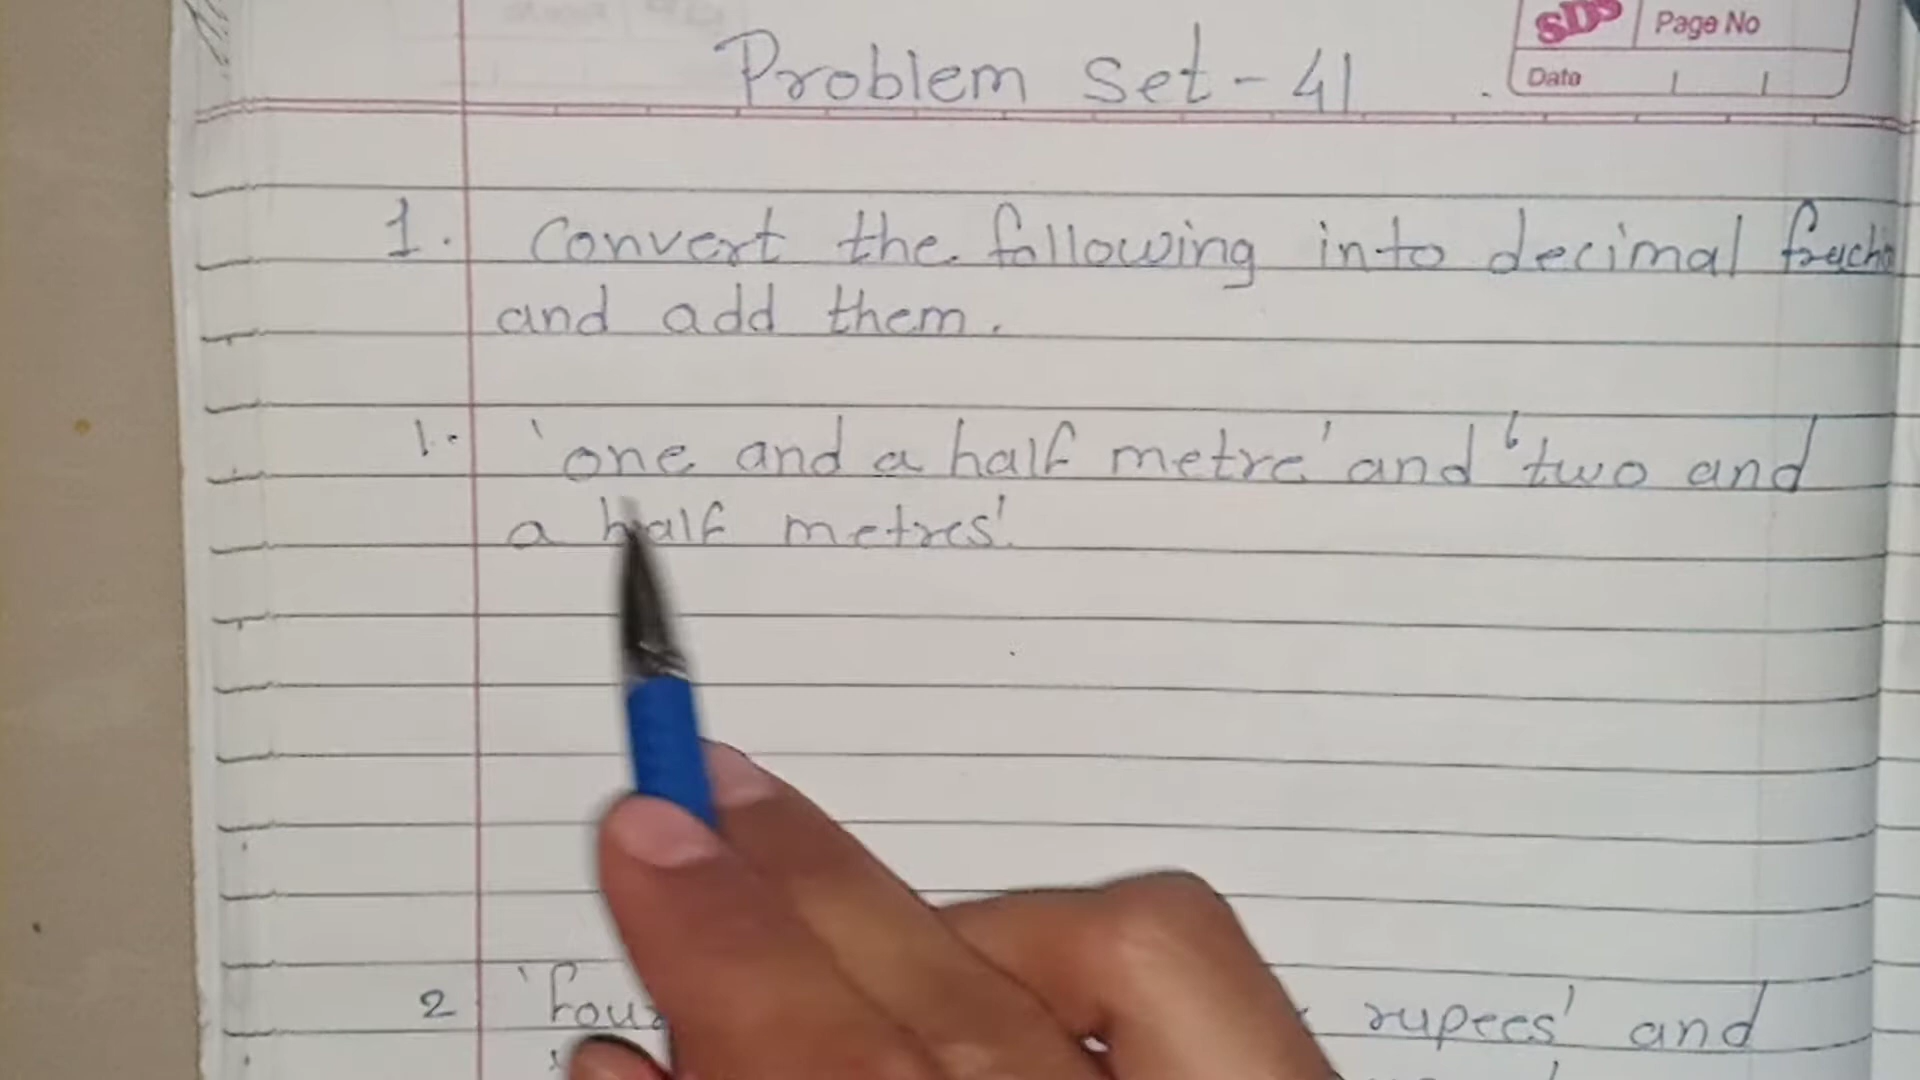 SDS Page No
Date
Problem Set - 41
1. Convert the following into decimal
and add them.
1. 'one and a half metre' and 'two and
a half metres'.
2 'Four rupees' and